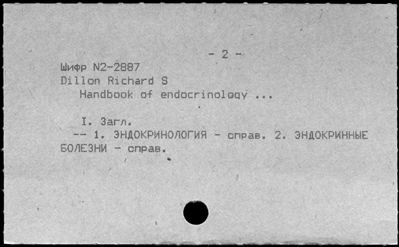 - 2 -
Шифр N2-2887
Dillon Richard S
Handbook of endocrinology ...
I. Загл.
-- 1. ЭНДОКРИНОЛОГИЯ - справ. 2. ЭНДОКРИННЫЕ
БОЛЕЗНИ - справ.